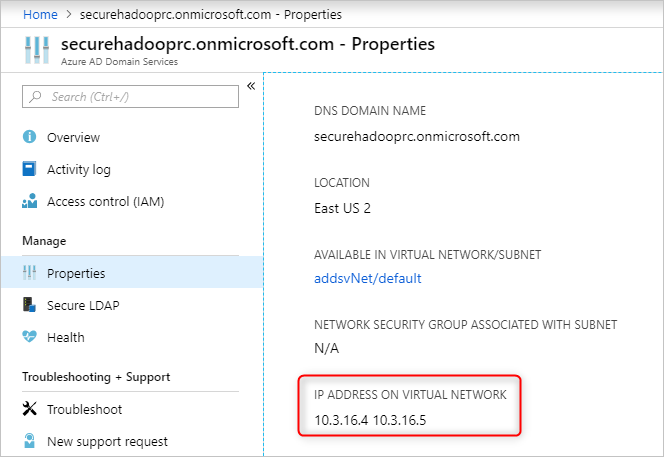 Home > securehadooprc.onmicrosoft.com - Properties
securehadooprc.onmicrosoft.com - Properties
Azure AD Domain Services
Search (Ctrl+/)
«
Overview
Activity log
Access control (IAM)
Manage
Properties
Secure LDAP
Health
Troubleshooting + Support
Troubleshoot
New support request
DNS DOMAIN NAME
securehadooprc.onmicrosoft.com
LOCATION
East US 2
AVAILABLE IN VIRTUAL NETWORK/SUBNET
addsvNet/default
NETWORK SECURITY GROUP ASSOCIATED WITH SUBNET
N/A
IP ADDRESS ON VIRTUAL NETWORK
10.3.16.4 10.3.16.5